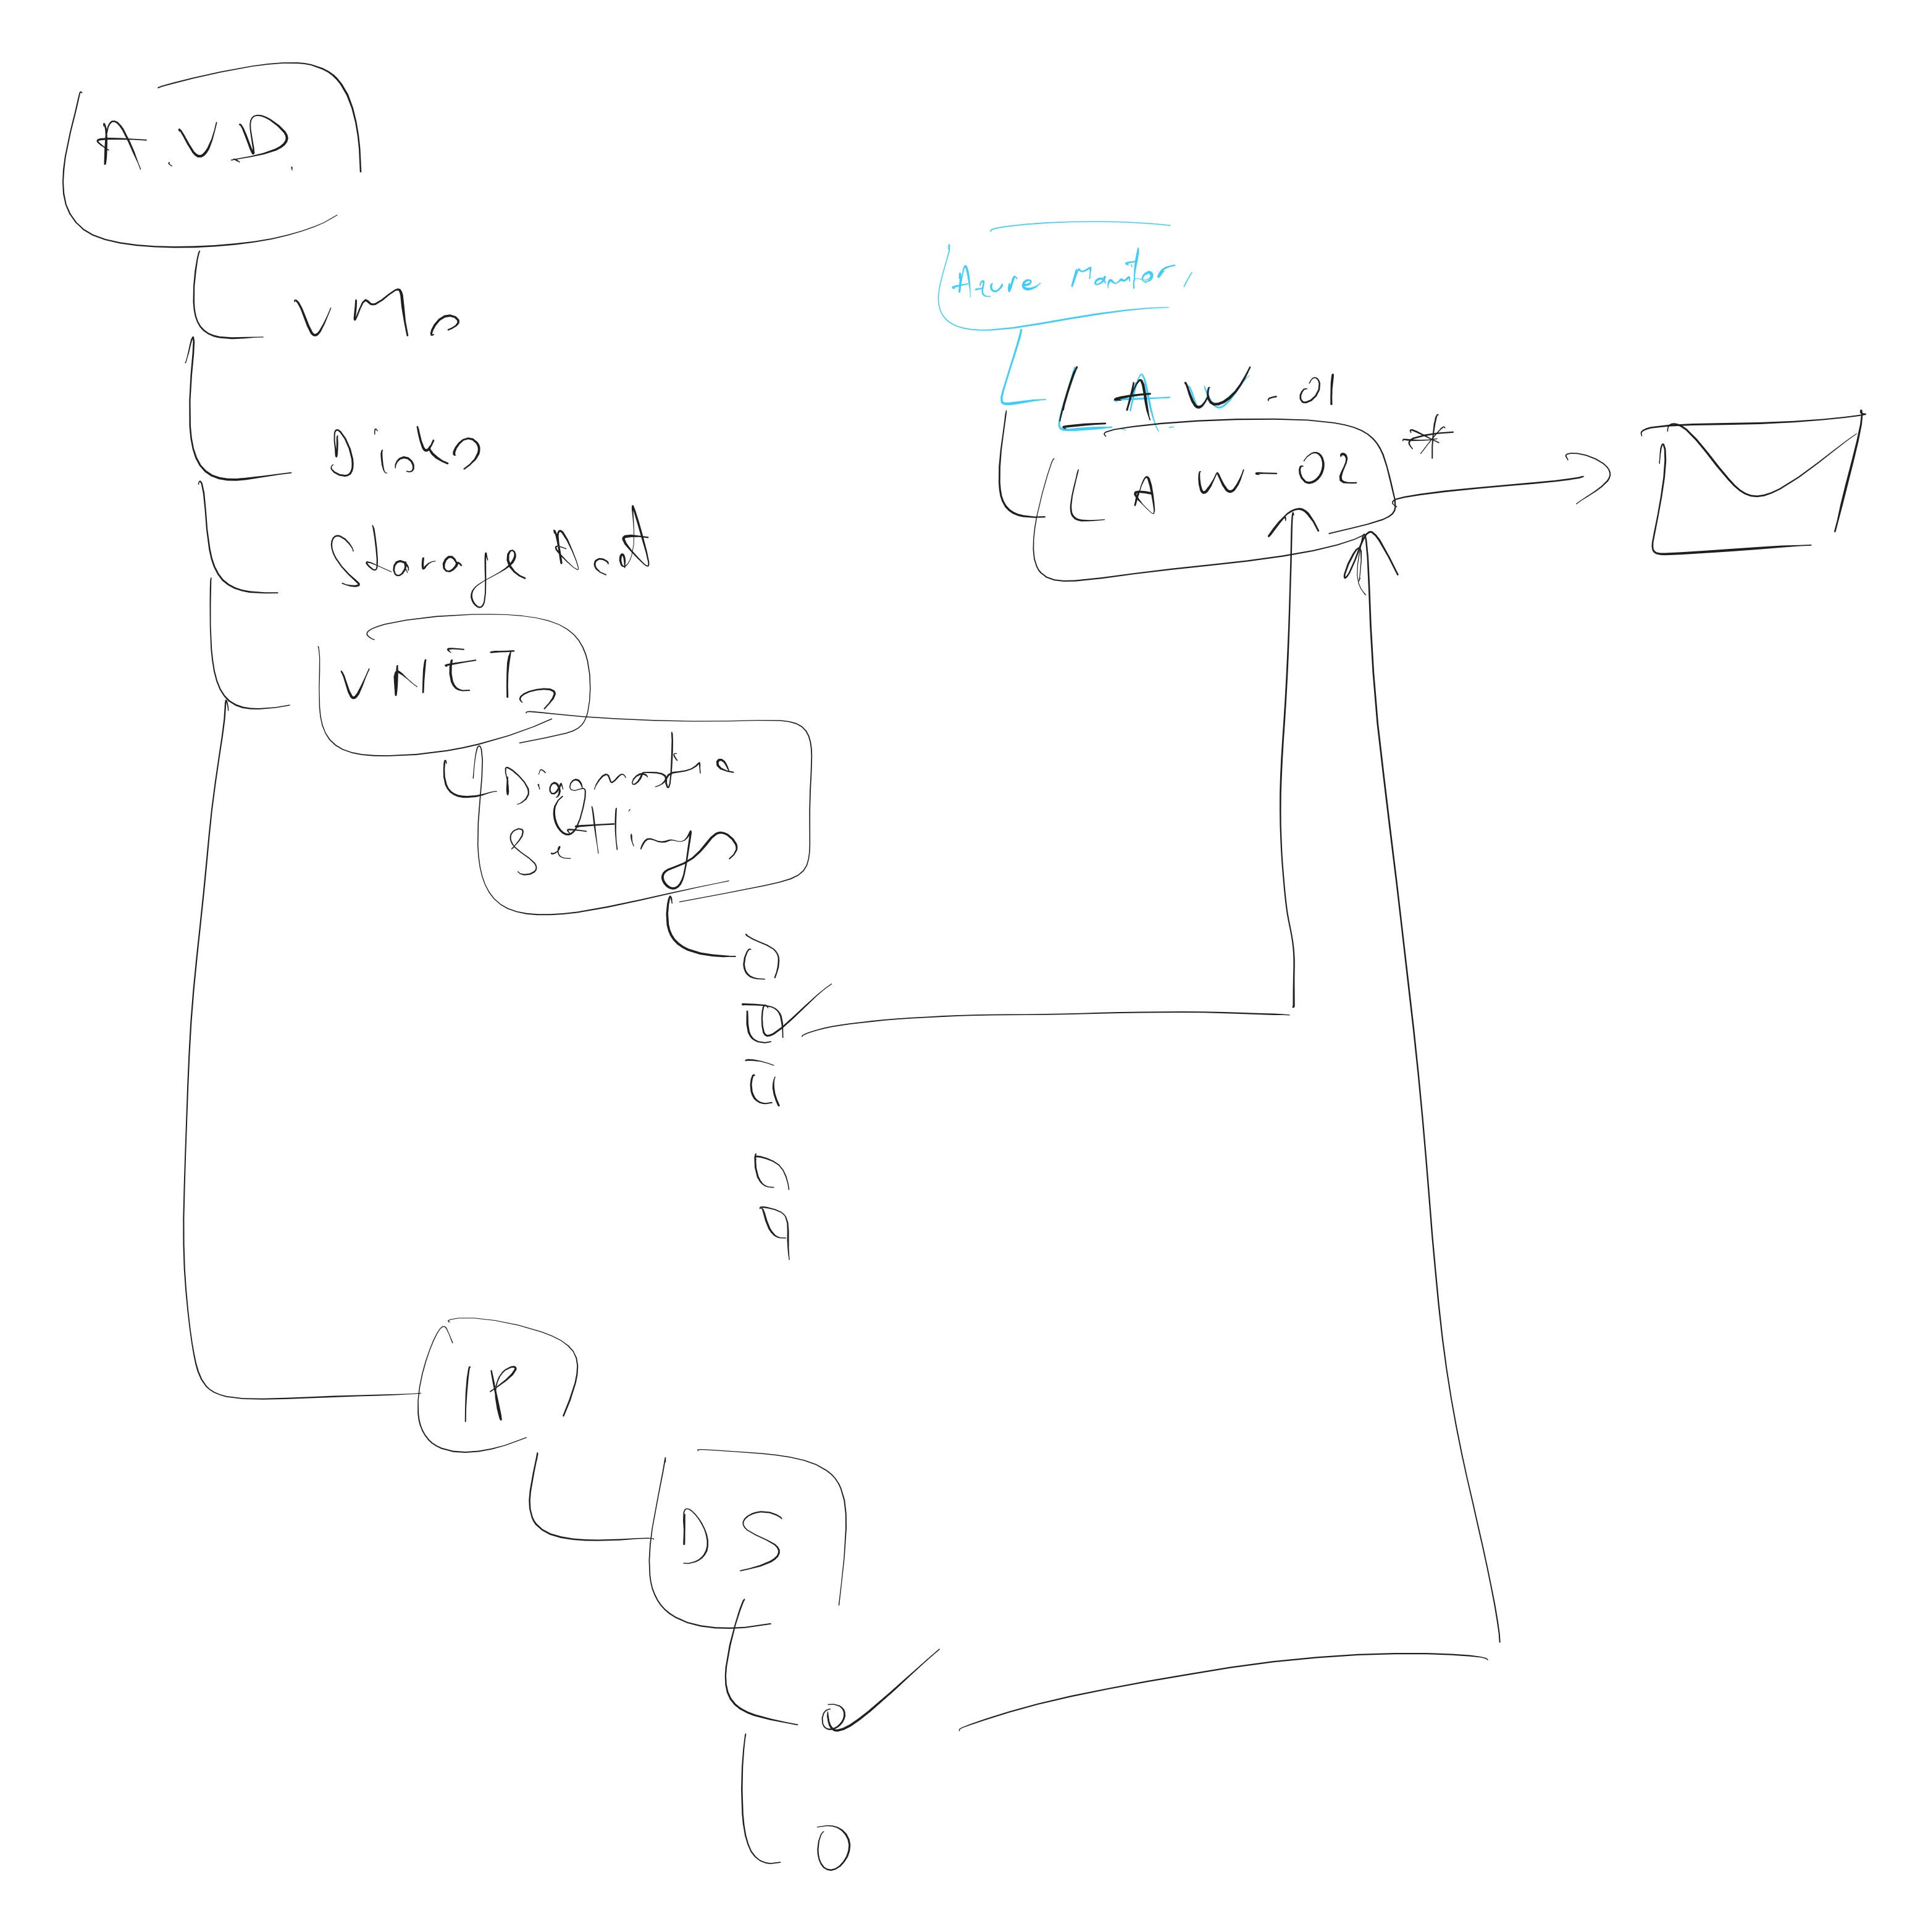 A.V.D.
VMs
Disks
Storage Acct
VNETs
Diagnostic
Settings
IP
DS
Azure Monitor
LAW-01
LAW-02
*